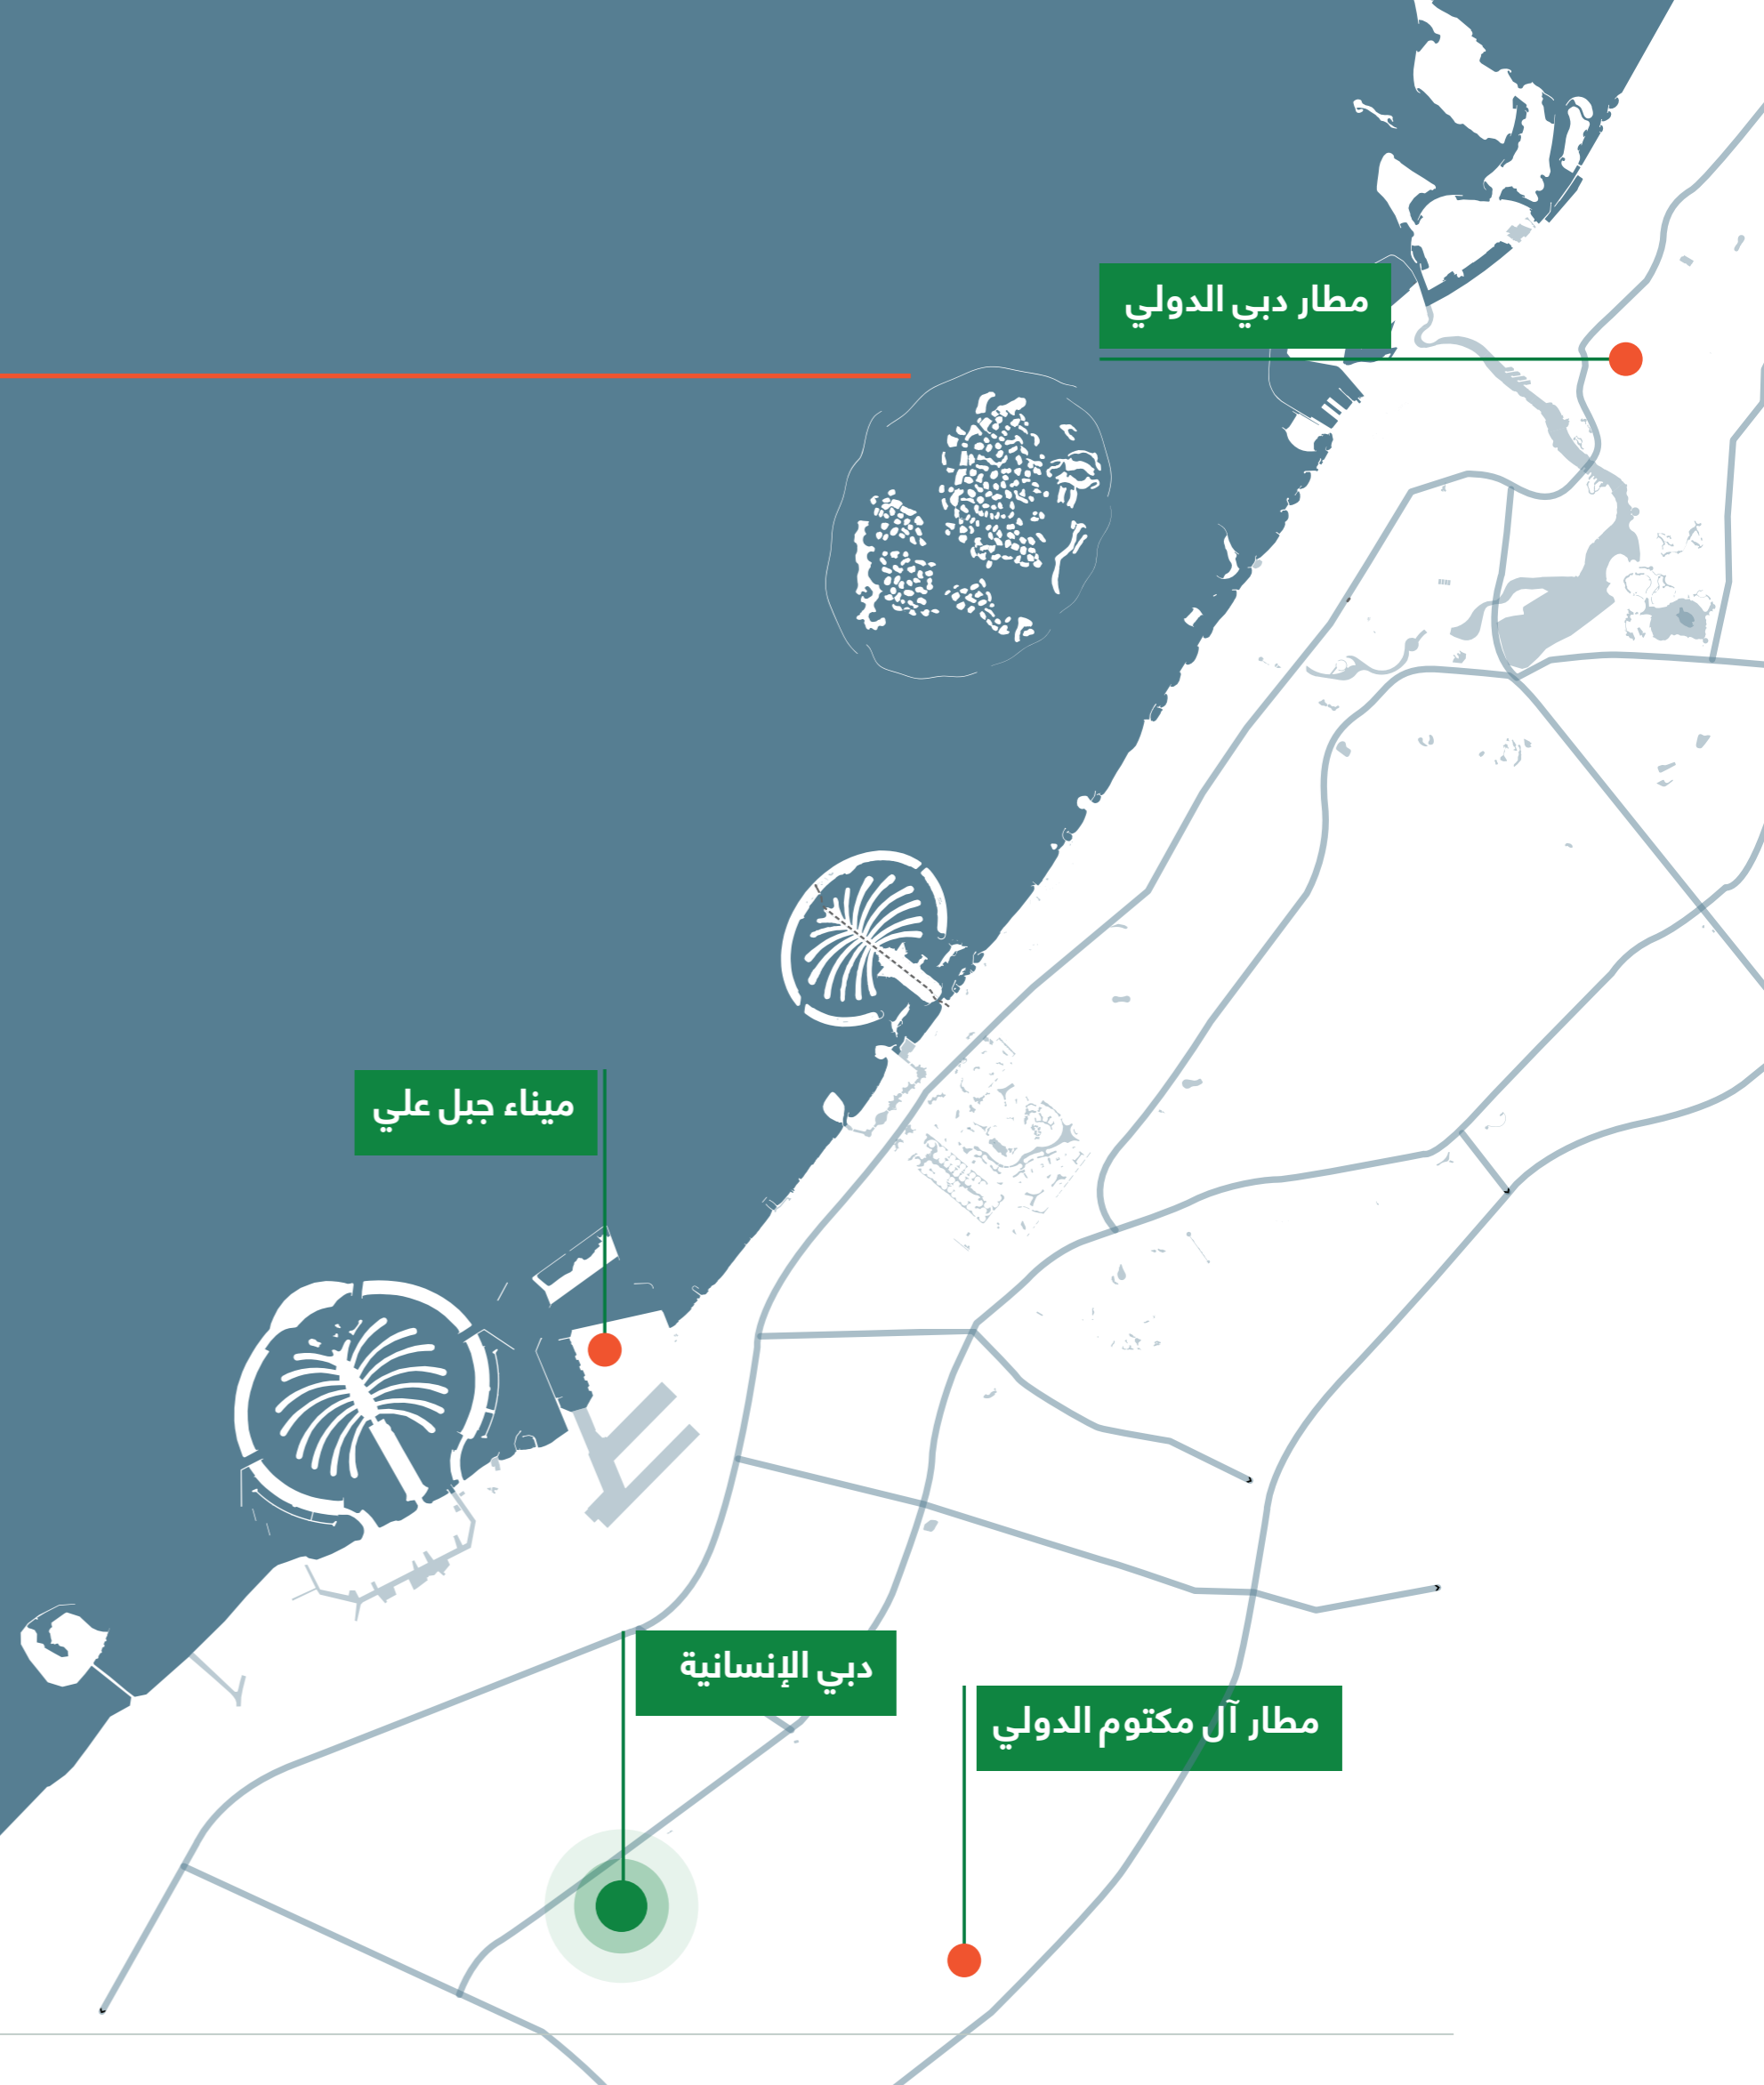 مطار دبي الدولي
ميناء جبل علي
دبي الإنسانية
مطار آل مكتوم الدولي